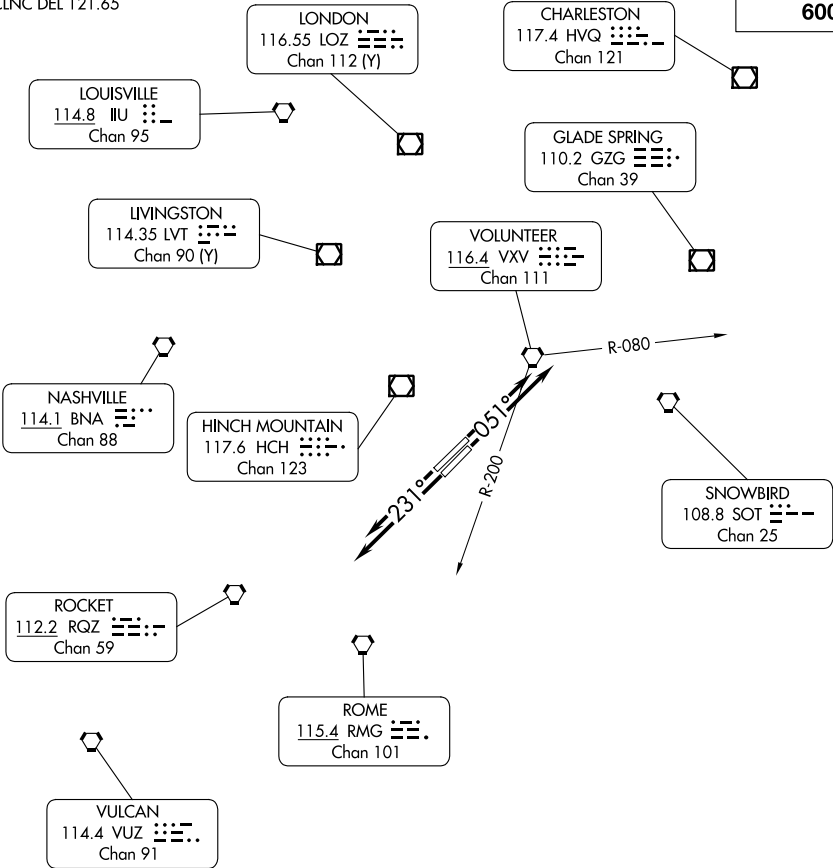 CLNC DEL 121.65
600
LONDON
116.55 LOZ
Chan 112 (Y)
CHARLESTON
117.4 HVQ
Chan 121
LOUISVILLE
114.8 IIU
Chan 95
GLADE SPRING
110.2 GZG
Chan 39
LIVINGSTON
114.35 LVT
Chan 90 (Y)
VOLUNTEER
116.4 VXV
Chan 111
R-080
NASHVILLE
114.1 BNA
Chan 88
HINCH MOUNTAIN
117.6 HCH
Chan 123
051°
231°
R-200
SNOWBIRD
108.8 SOT
Chan 25
ROCKET
112.2 RQZ
Chan 59
ROME
115.4 RMG
Chan 101
VULCAN
114.4 VUZ
Chan 91